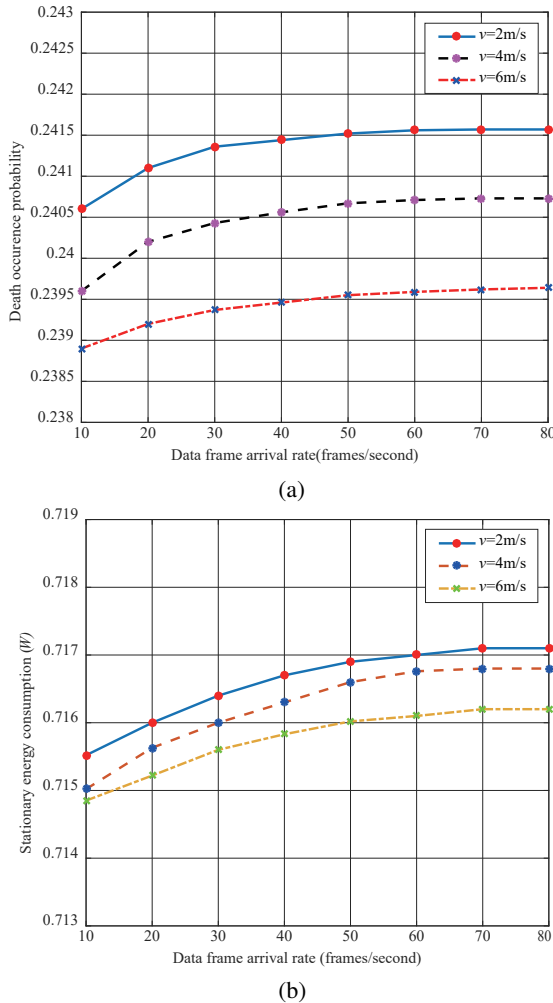 0.243
0.2425
0.242
0.2415
0.241
0.2405
0.24
0.2395
0.239
0.2385
0.238
Death occurence probability
v=2m/s
v=4m/s
v=6m/s
10 20 30 40 50 60 70 80
Data frame arrival rate(frames/second)
(a)
0.719
0.718
0.717
0.716
0.715
0.714
0.713
Stationary energy consumption (W)
v=2m/s
v=4m/s
v=6m/s
10 20 30 40 50 60 70 80
Data frame arrival rate (frames/second)
(b)